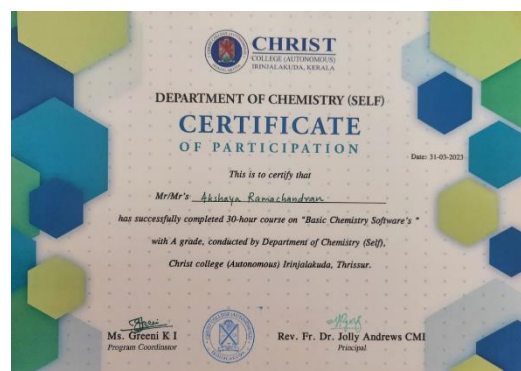 CHRIST
COLLEGE (AUTONOMOUS)
IRINJALAKUDA, KERALA
DEPARTMENT OF CHEMISTRY (SELF)
CERTIFICATE
OF PARTICIPATION
Date: 31-03-2023
This is to certify that
Mr/Mr's Akshaya Ramachandran
has successfully completed 30-hour course on "Basic Chemistry Software's "
with A grade, conducted by Department of Chemistry (Self),
Christ college (Autonomous) Irinjalakuda, Thrissur.
Ms. Greeni K I
Program Coordinator
Rev. Fr. Dr. Jolly Andrews CMI
Principal